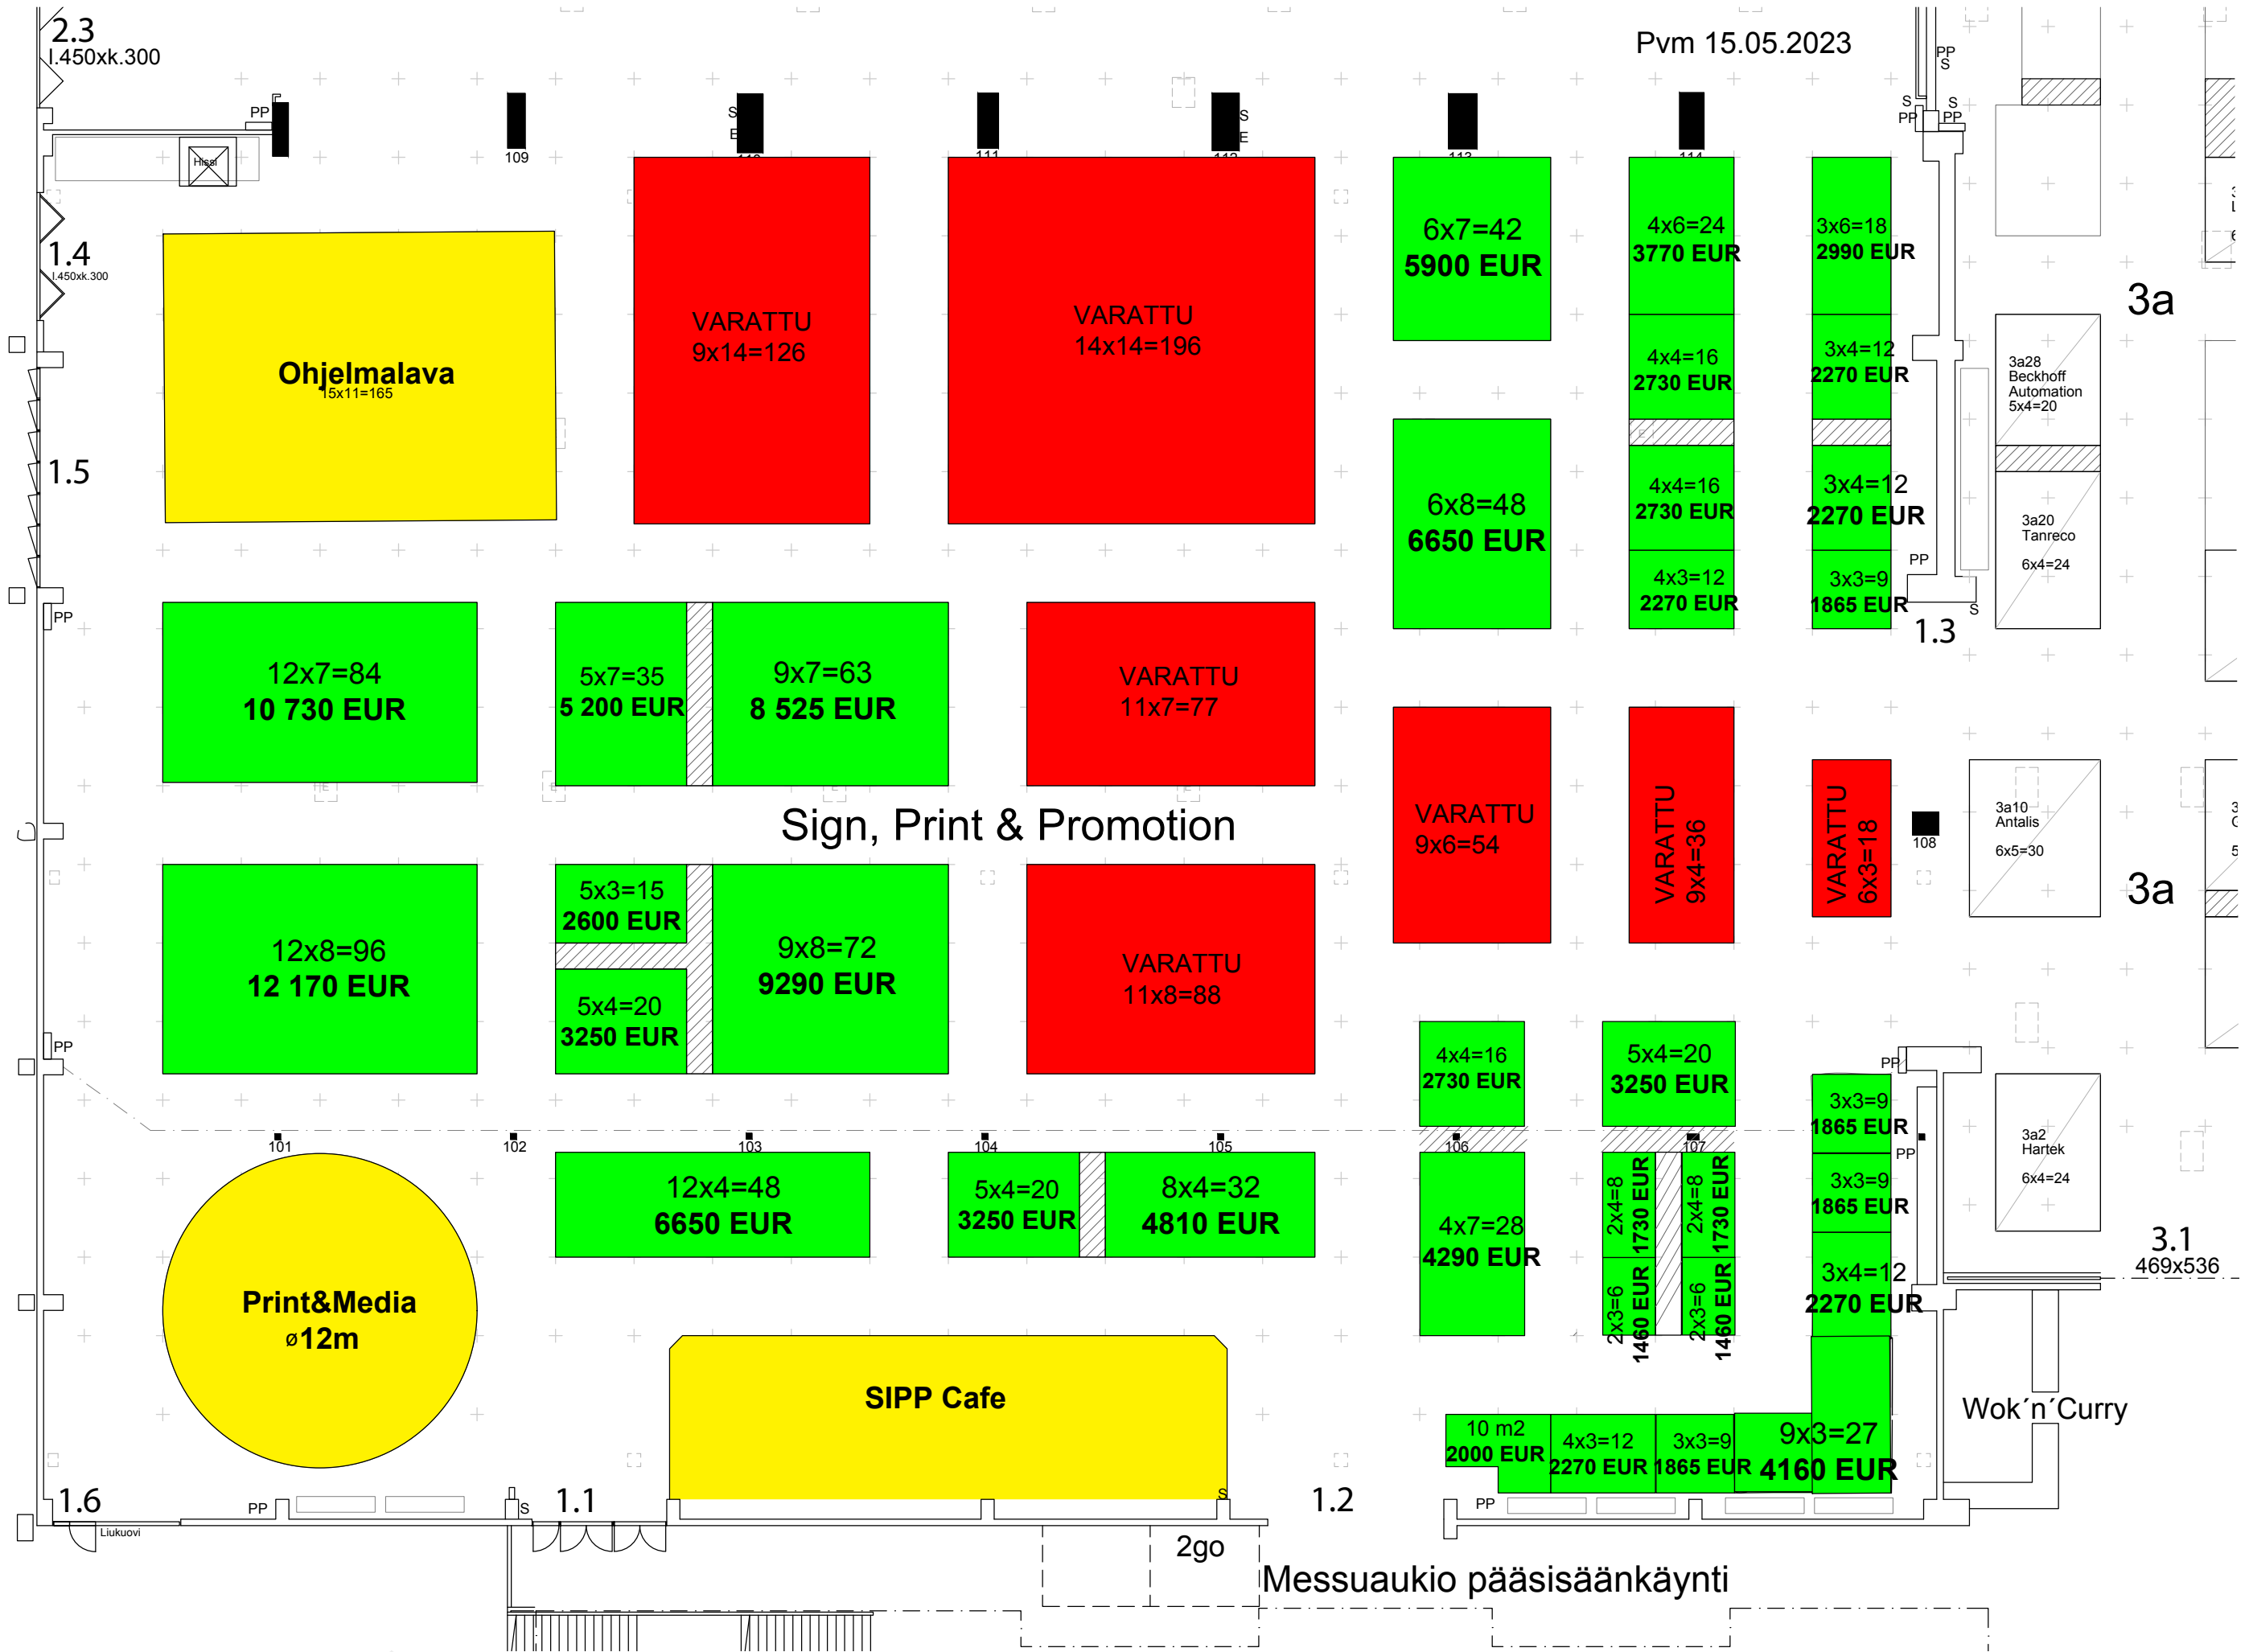 2.3
l.450xk.300
Pvm 15.05.2023
PP
S
PP
S
E
S
E
S
PP
S
PP
109
111
112
113
114
Hissi
1.4
l.450xk.300
1.5
Ohjelmalava
15x11=165
VARATTU
9x14=126
VARATTU
14x14=196
6x7=42
5900 EUR
4x6=24
3770 EUR
3x6=18
2990 EUR
3a
4x4=16
2730 EUR
3x4=12
2270 EUR
3a28
Beckhoff
Automation
5x4=20
E
6x8=48
6650 EUR
4x4=16
2730 EUR
3x4=12
2270 EUR
3a20
Tanreco
6x4=24
4x3=12
2270 EUR
3x3=9
1865 EUR
PP
S
1.3
PP
12x7=84
10 730 EUR
5x7=35
5 200 EUR
9x7=63
8 525 EUR
VARATTU
11x7=77
E
E
E
E
Sign, Print & Promotion
VARATTU
9x6=54
VARATTU
9x4=36
VARATTU
6x3=18
108
3a10
Antalis
6x5=30
3a
12x8=96
12 170 EUR
5x3=15
2600 EUR
5x4=20
3250 EUR
9x8=72
9290 EUR
VARATTU
11x8=88
PP
4x4=16
2730 EUR
5x4=20
3250 EUR
PP
3x3=9
1865 EUR
101
102
103
104
105
106
107
PP
3a2
Hartek
6x4=24
12x4=48
6650 EUR
5x4=20
3250 EUR
8x4=32
4810 EUR
4x7=28
4290 EUR
2x4=8
1730 EUR
2x4=8
1730 EUR
2x3=6
1460 EUR
2x3=6
1460 EUR
3x3=9
1865 EUR
3x4=12
2270 EUR
3.1
469x536
Print&Media
ø12m
SIPP Cafe
Wok´n´Curry
10 m2
2000 EUR
4x3=12
2270 EUR
3x3=9
1865 EUR
9x3=27
4160 EUR
1.6
Liukuovi
PP
S
1.1
S
1.2
PP
2go
Messuaukio pääsisäänkäynti